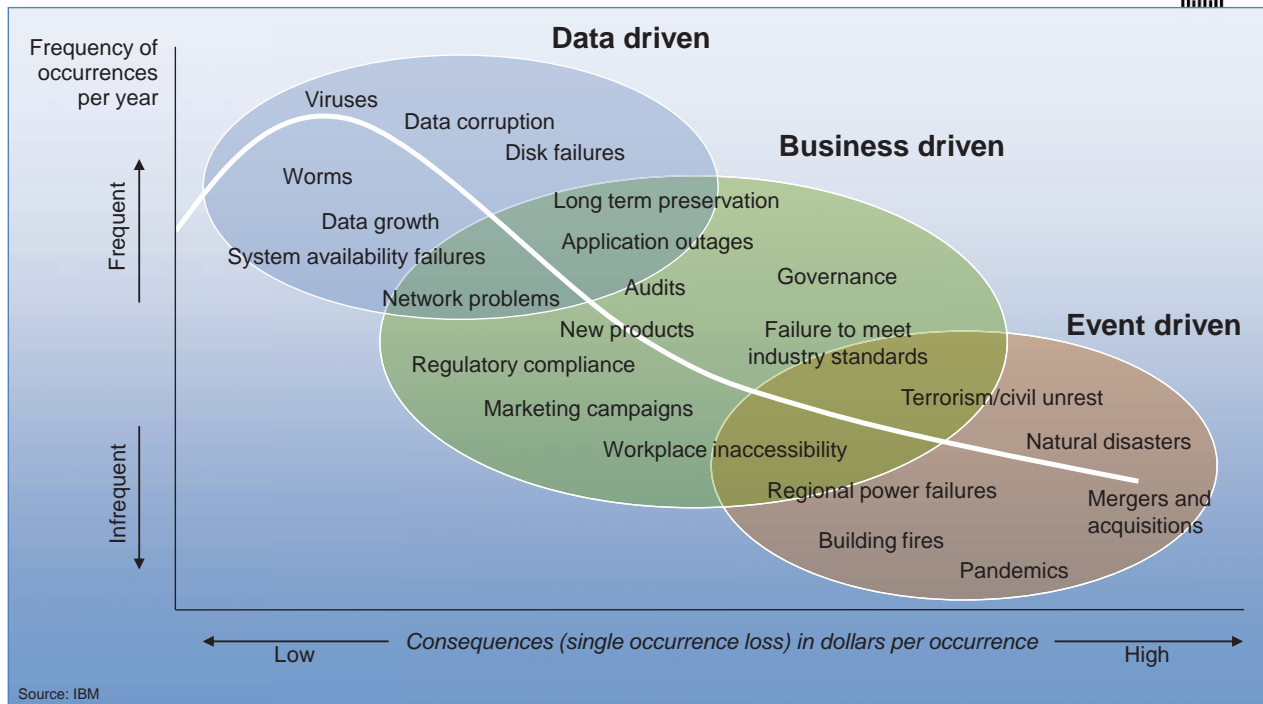 Data driven
Frequency of
occurrences
per year
Viruses
Data corruption
Disk failures
Business driven
Worms
Long term preservation
Data growth
Application outages
System availability failures
Governance
Audits
Network problems
New products
Failure to meet
industry standards
Event driven
Regulatory compliance
Terrorism/civil unrest
Marketing campaigns
Natural disasters
Workplace inaccessibility
Regional power failures
Mergers and
acquisitions
Building fires
Pandemics
Frequent
Infrequent
Consequences (single occurrence loss) in dollars per occurrence
Low
High
Source: IBM